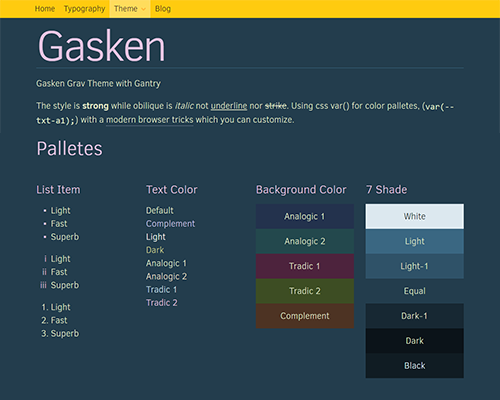 Home Typography Theme Blog
Gasken
Gasken Grav Theme with Gantry
The style is strong while oblique is italic not underline nor strike. Using css var() for color palletes, (var(--
txt-a1);) with a modern browser tricks which you can customize.
Palletes
List Item
• Light
• Fast
• Superb
i Light
ii Fast
iii Superb
1. Light
2. Fast
3. Superb
Text Color
Default
Complement
Light
Dark
Analogic 1
Analogic 2
Tradic 1
Tradic 2
Background Color
Analogic 1
Analogic 2
Tradic 1
Tradic 2
Complement
7 Shade
White
Light
Light-1
Equal
Dark-1
Dark
Black